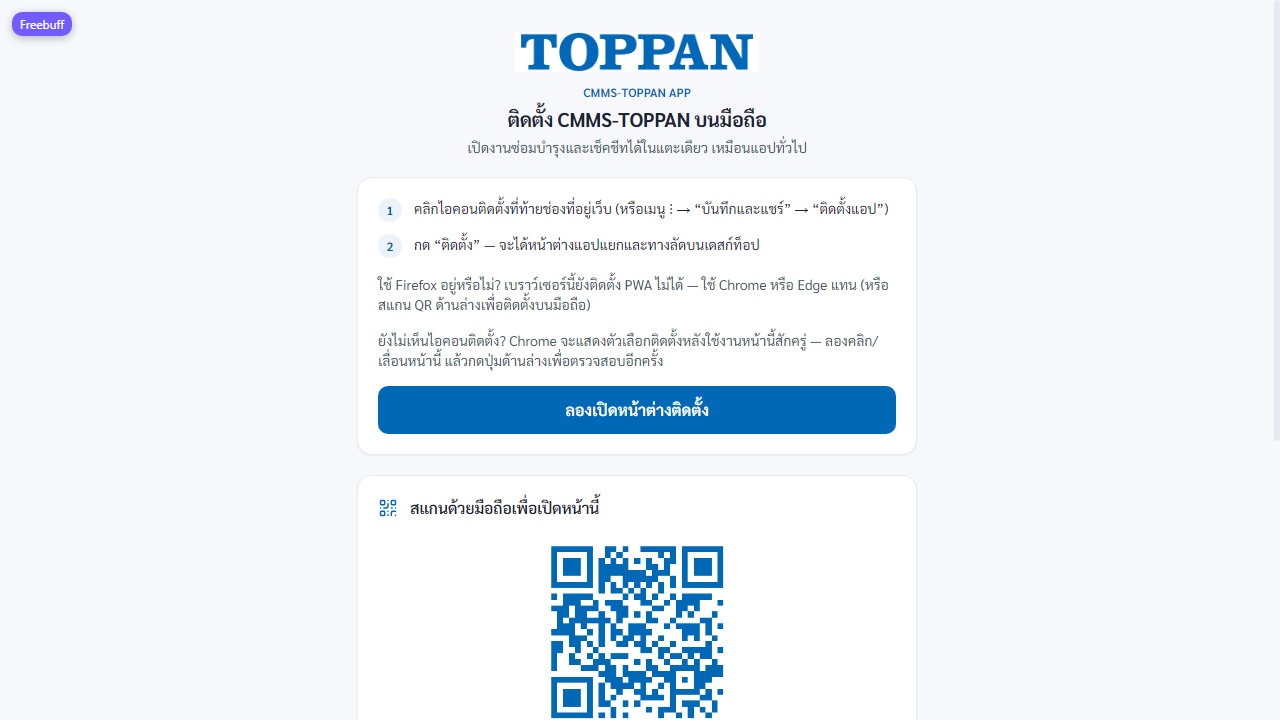 Freebuff
TOPPAN
CMMS-TOPPAN APP
ติดตั้ง CMMS-TOPPAN บนมือถือ
เปิดงานซ่อมบำรุงและเช็คชีทได้ในแตะเดียว เหมือนแอปทั่วไป
1 คลิกไอคอนติดตั้งที่ท้ายช่องที่อยู่เว็บ (หรือเมนู ⋮ → “บันทึกและแชร์” → “ติดตั้งแอป”)
2 กด “ติดตั้ง” — จะได้หน้าต่างแอปแยกและทางลัดบนเดสก์ท็อป
ใช้ Firefox อยู่หรือไม่? เบราว์เซอร์นี้ยังติดตั้ง PWA ไม่ได้ — ใช้ Chrome หรือ Edge แทน (หรือ
สแกน QR ด้านล่างเพื่อติดตั้งบนมือถือ)
ยังไม่เห็นไอคอนติดตั้ง? Chrome จะแสดงตัวเลือกติดตั้งหลังใช้งานหน้านี้สักครู่ — ลองคลิก/
เลื่อนหน้านี้ แล้วกดปุ่มด้านล่างเพื่อตรวจสอบอีกครั้ง
ลองเปิดหน้าต่างติดตั้ง
สแกนด้วยมือถือเพื่อเปิดหน้านี้